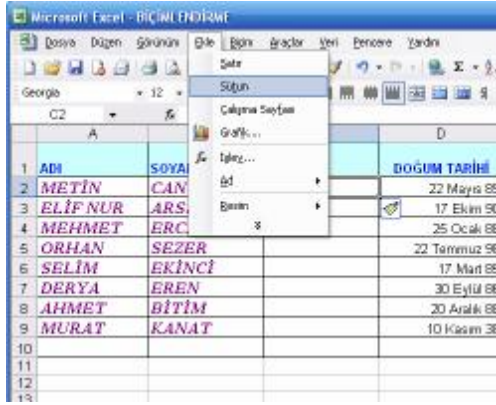 Microsoft Excel - BİÇİMLENDİRME
Dosya Düzen Görünüm Ekle Biçim Araçlar Veri Pencere Yardım
Georgia 12
C2 fx
Satır
Sütun
Çalışma Sayfası
Grafik...
fx İşlev...
Ad
Resim
A D
1 ADI SOYA DOĞUM TARİHİ
2 METİN CAN 22 Mayıs
3 ELİF NUR ARS 17 Ekim
4 MEHMET ERC 25 Ocak
5 ORHAN SEZER 22 Temmuz
6 SELİM EKİNCİ 17 Mart
7 DERYA EREN 30 Eylül
8 AHMET BİTİM 20 Aralık
9 MURAT KANAT 10 Kasım
10
11
12
13